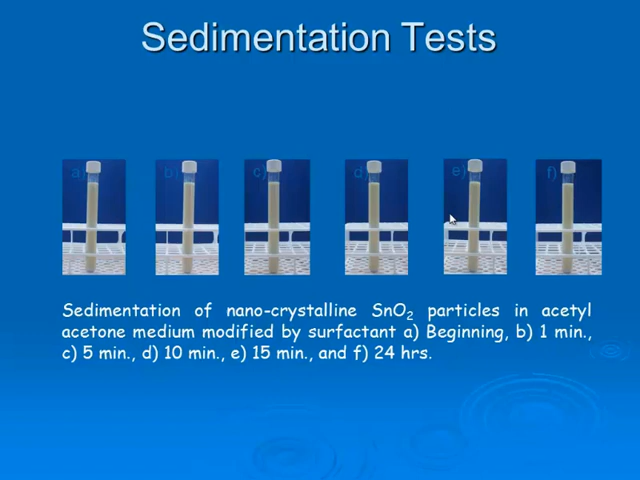 Sedimentation Tests
a) b) c) d) e) f)
Sedimentation of nano-crystalline SnO₂ particles in acetyl
acetone medium modified by surfactant a) Beginning, b) 1 min.,
c) 5 min., d) 10 min., e) 15 min., and f) 24 hrs.